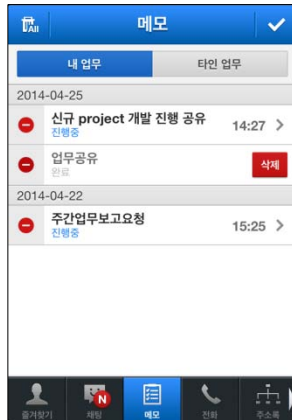 All
메모
내 업무
타인 업무
2014-04-25
신규 project 개발 진행 공유
14:27
진행중
업무공유
삭제
완료
2014-04-22
주간업무보고요청
15:25
진행중
N
즐겨찾기 채팅 메모 전화 주소록